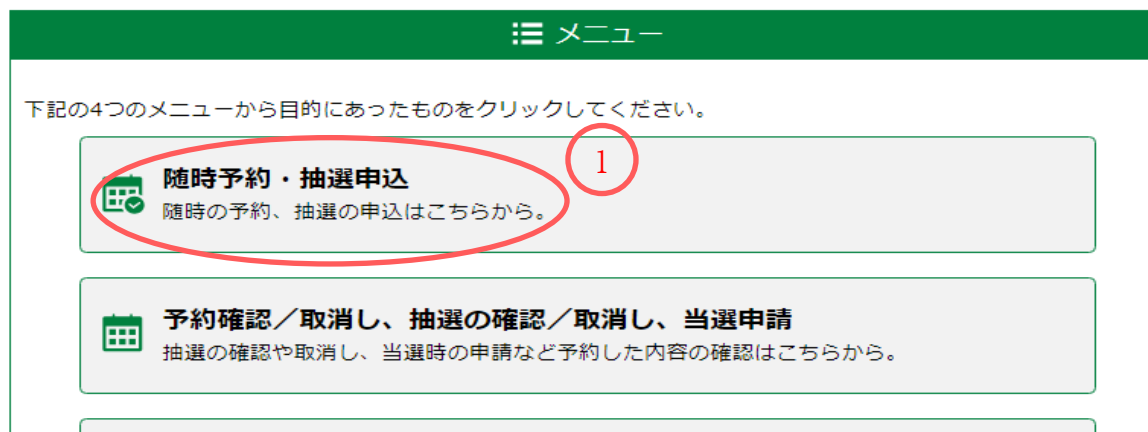 メニュー
下記の4つのメニューから目的にあったものをクリックしてください。
1
随時予約・抽選申込
随時の予約、抽選の申込はこちらから。
予約確認／取消し、抽選の確認／取消し、当選申請
抽選の確認や取消し、当選時の申請など予約した内容の確認はこちらから。